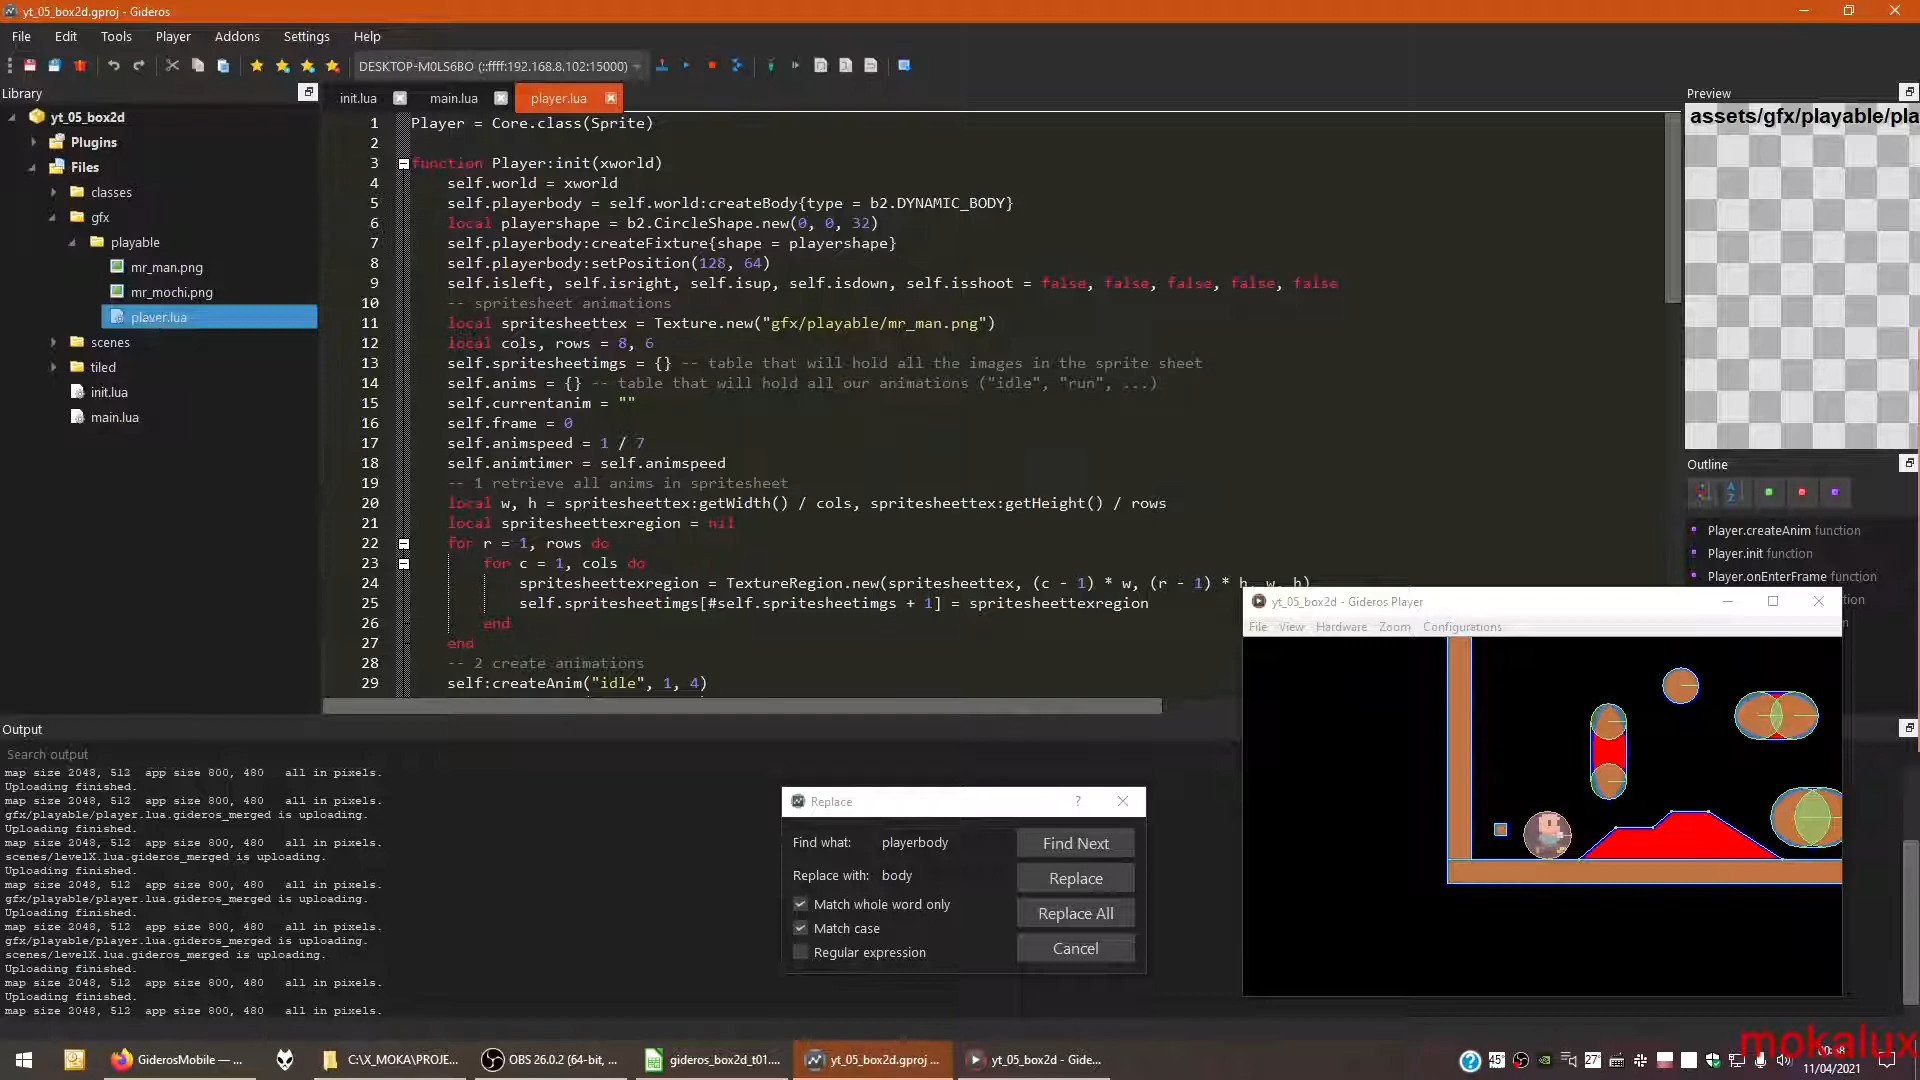 yt_05_box2d.gproj - Gideros
File Edit Tools Player Addons Settings Help
DESKTOP-M0LS6BO (::ffff:192.168.8.102:15000)
Library
yt_05_box2d
Plugins
Files
classes
gfx
playable
mr_man.png
mr_mochi.png
player.lua
scenes
tiled
init.lua
main.lua
init.lua main.lua player.lua
1 Player = Core.class(Sprite)
2
3 function Player:init(xworld)
4 self.world = xworld
5 self.playerbody = self.world:createBody{type = b2.DYNAMIC_BODY}
6 local playershape = b2.CircleShape.new(0, 0, 32)
7 self.playerbody:createFixture{shape = playershape}
8 self.playerbody:setPosition(128, 64)
9 self.isleft, self.isright, self.isup, self.isdown, self.isshoot = false, false, false, false, false
10 -- spritesheet animations
11 local spritesheettex = Texture.new("gfx/playable/mr_man.png")
12 local cols, rows = 8, 6
13 self.spritesheetimgs = {} -- table that will hold all the images in the sprite sheet
14 self.anims = {} -- table that will hold all our animations ("idle", "run", ...)
15 self.currentanim = ""
16 self.frame = 0
17 self.animspeed = 1 / 7
18 self.animtimer = self.animspeed
19 -- 1 retrieve all anims in spritesheet
20 local w, h = spritesheettex:getWidth() / cols, spritesheettex:getHeight() / rows
21 local spritesheettexregion = nil
22 for r = 1, rows do
23 for c = 1, cols do
24 spritesheettexregion = TextureRegion.new(spritesheettex, (c - 1) * w, (r - 1) * h, w, h)
25 self.spritesheetimgs[#self.spritesheetimgs + 1] = spritesheettexregion
26 end
27 end
28 -- 2 create animations
29 self:createAnim("idle", 1, 4)
Preview
assets/gfx/playable/pla
Outline
Player.createAnim function
Player.init function
Player.onEnterFrame function
tion
yt_05_box2d - Gideros Player
File View Hardware Zoom Configurations
Output
Search output
map size 2048, 512 app size 800, 480 all in pixels.
Uploading finished.
map size 2048, 512 app size 800, 480 all in pixels.
gfx/playable/player.lua.gideros_merged is uploading.
Uploading finished.
map size 2048, 512 app size 800, 480 all in pixels.
scenes/levelX.lua.gideros_merged is uploading.
Uploading finished.
map size 2048, 512 app size 800, 480 all in pixels.
gfx/playable/player.lua.gideros_merged is uploading.
Uploading finished.
map size 2048, 512 app size 800, 480 all in pixels.
gfx/playable/player.lua.gideros_merged is uploading.
scenes/levelX.lua.gideros_merged is uploading.
Uploading finished.
map size 2048, 512 app size 800, 480 all in pixels.
Uploading finished.
map size 2048, 512 app size 800, 480 all in pixels.
Replace
?
Find what: playerbody
Replace with: body
Match whole word only
Match case
Regular expression
Find Next
Replace
Replace All
Cancel
GiderosMobile — ...
C:\X_MOKA\PROJE...
OBS 26.0.2 (64-bit, ...
gideros_box2d_t01....
yt_05_box2d.gproj ...
yt_05_box2d - Gide...
45°
27°
mokalux
11/04/2021